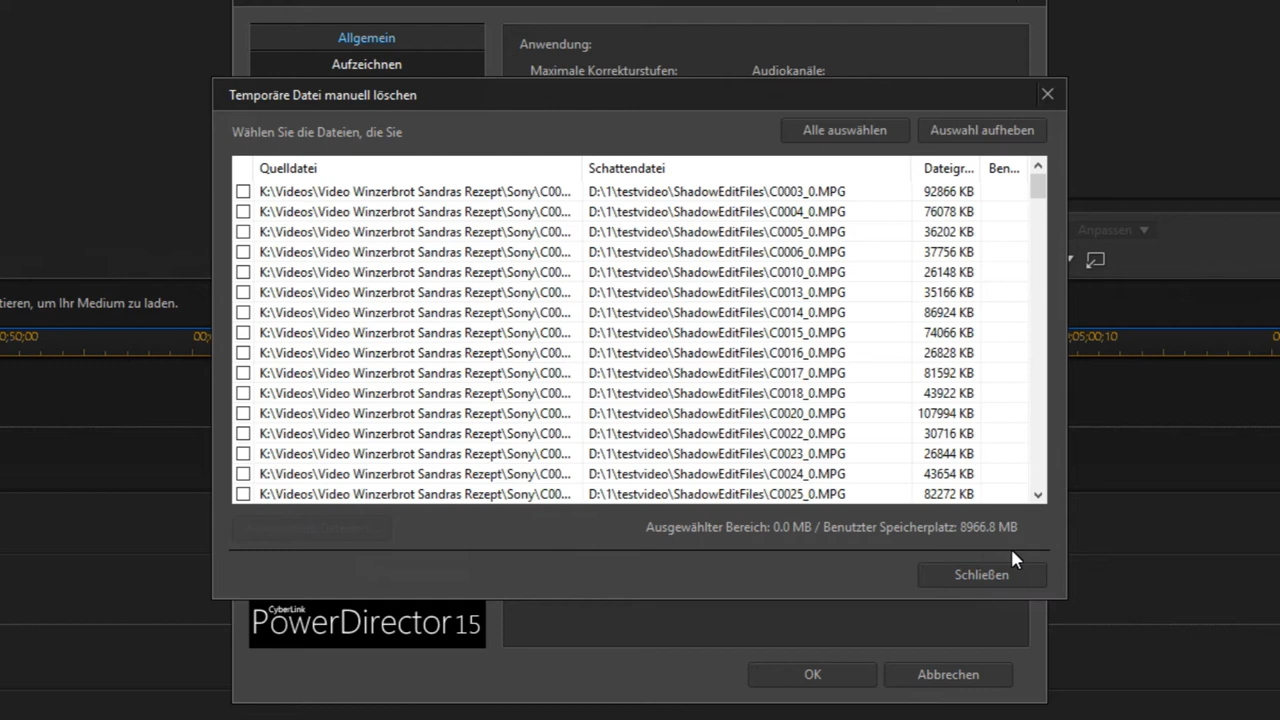 Allgemein
Aufzeichnen
Anwendung:
Maximale Korrekturstufen: Audiokanäle:
Temporäre Datei manuell löschen
Wählen Sie die Dateien, die Sie
Alle auswählen
Auswahl aufheben
Quelldatei Schattendatei Dateigr... Ben...
K:\Videos\Video Winzerbrot Sandras Rezept\Sony\C00... D:\1\testvideo\ShadowEditFiles\C0003_0.MPG 92866 KB
K:\Videos\Video Winzerbrot Sandras Rezept\Sony\C00... D:\1\testvideo\ShadowEditFiles\C0004_0.MPG 76078 KB
K:\Videos\Video Winzerbrot Sandras Rezept\Sony\C00... D:\1\testvideo\ShadowEditFiles\C0005_0.MPG 36202 KB
K:\Videos\Video Winzerbrot Sandras Rezept\Sony\C00... D:\1\testvideo\ShadowEditFiles\C0006_0.MPG 37756 KB
K:\Videos\Video Winzerbrot Sandras Rezept\Sony\C00... D:\1\testvideo\ShadowEditFiles\C0010_0.MPG 26148 KB
K:\Videos\Video Winzerbrot Sandras Rezept\Sony\C00... D:\1\testvideo\ShadowEditFiles\C0013_0.MPG 35166 KB
K:\Videos\Video Winzerbrot Sandras Rezept\Sony\C00... D:\1\testvideo\ShadowEditFiles\C0014_0.MPG 86924 KB
K:\Videos\Video Winzerbrot Sandras Rezept\Sony\C00... D:\1\testvideo\ShadowEditFiles\C0015_0.MPG 74066 KB
K:\Videos\Video Winzerbrot Sandras Rezept\Sony\C00... D:\1\testvideo\ShadowEditFiles\C0016_0.MPG 26828 KB
K:\Videos\Video Winzerbrot Sandras Rezept\Sony\C00... D:\1\testvideo\ShadowEditFiles\C0017_0.MPG 81592 KB
K:\Videos\Video Winzerbrot Sandras Rezept\Sony\C00... D:\1\testvideo\ShadowEditFiles\C0018_0.MPG 43922 KB
K:\Videos\Video Winzerbrot Sandras Rezept\Sony\C00... D:\1\testvideo\ShadowEditFiles\C0020_0.MPG 107994 KB
K:\Videos\Video Winzerbrot Sandras Rezept\Sony\C00... D:\1\testvideo\ShadowEditFiles\C0022_0.MPG 30716 KB
K:\Videos\Video Winzerbrot Sandras Rezept\Sony\C00... D:\1\testvideo\ShadowEditFiles\C0023_0.MPG 26844 KB
K:\Videos\Video Winzerbrot Sandras Rezept\Sony\C00... D:\1\testvideo\ShadowEditFiles\C0024_0.MPG 43654 KB
K:\Videos\Video Winzerbrot Sandras Rezept\Sony\C00... D:\1\testvideo\ShadowEditFiles\C0025_0.MPG 82272 KB
Anpassen
tieren, um Ihr Medium zu laden.
0;50;00 00; 05;00;10 0
Ausgewählter Bereich: 0.0 MB / Benutzter Speicherplatz: 8966.8 MB
Schließen
CyberLink
PowerDirector 15
OK
Abbrechen